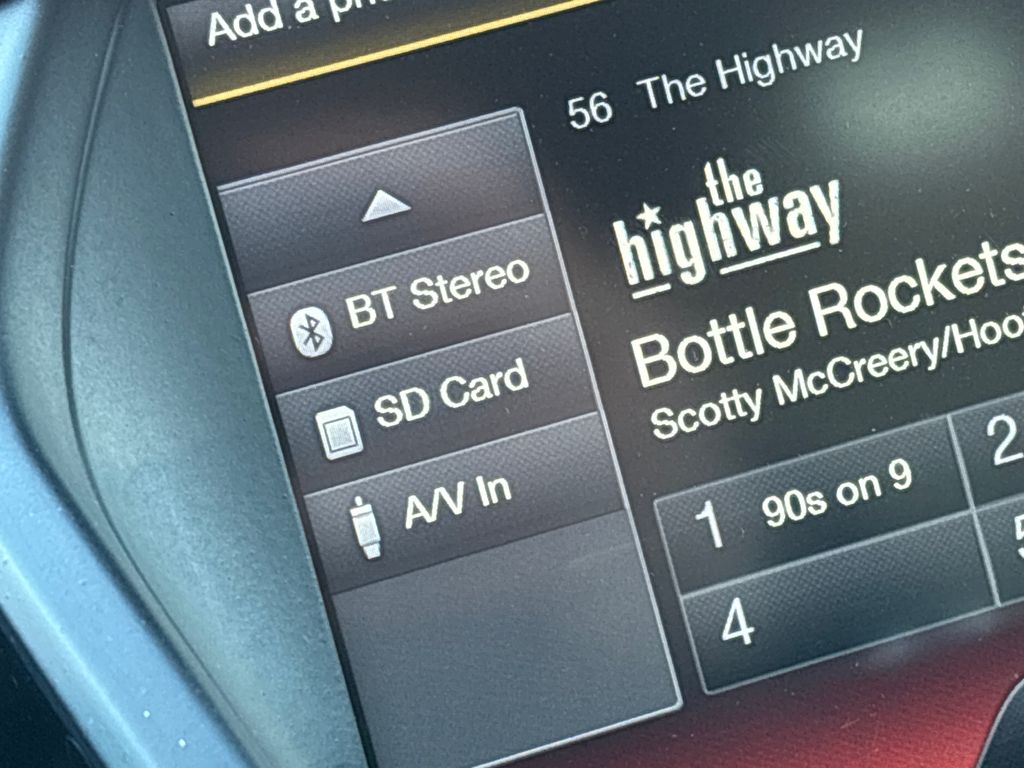 Add a
56 The Highway
the
highway
Bottle Rockets
Scotty McCreery/Hoo
BT Stereo
SD Card
A/V In
1 90s on 9
2
4